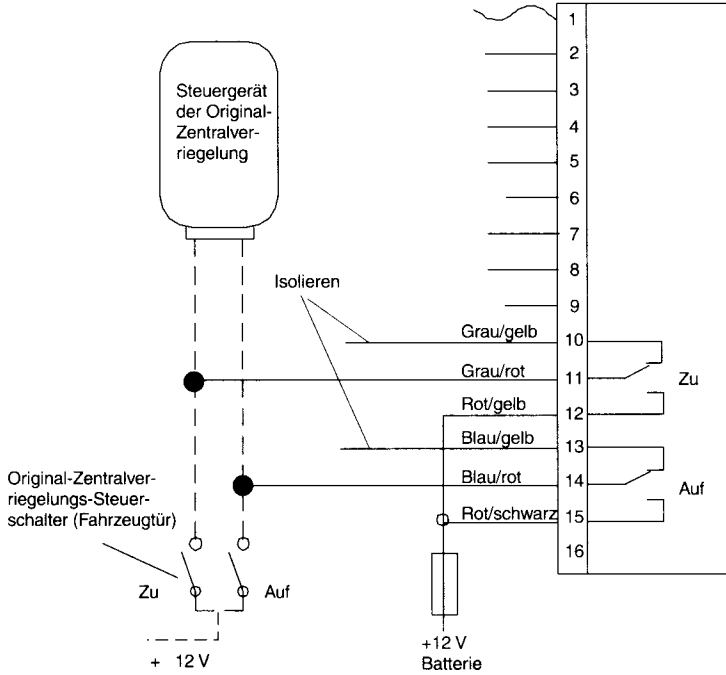 Steuergerät
der Original-
Zentralver-
riegelung
1
2
3
4
5
6
7
8
9
Isolieren
Grau/gelb
10
Grau/rot
11
Zu
Rot/gelb
12
Blau/gelb
13
Blau/rot
14
Auf
Rot/schwarz
15
16
Original-Zentralver-
riegelungs-Steuer-
schalter (Fahrzeugtür)
Zu
Auf
+ 12 V
+12 V
Batterie